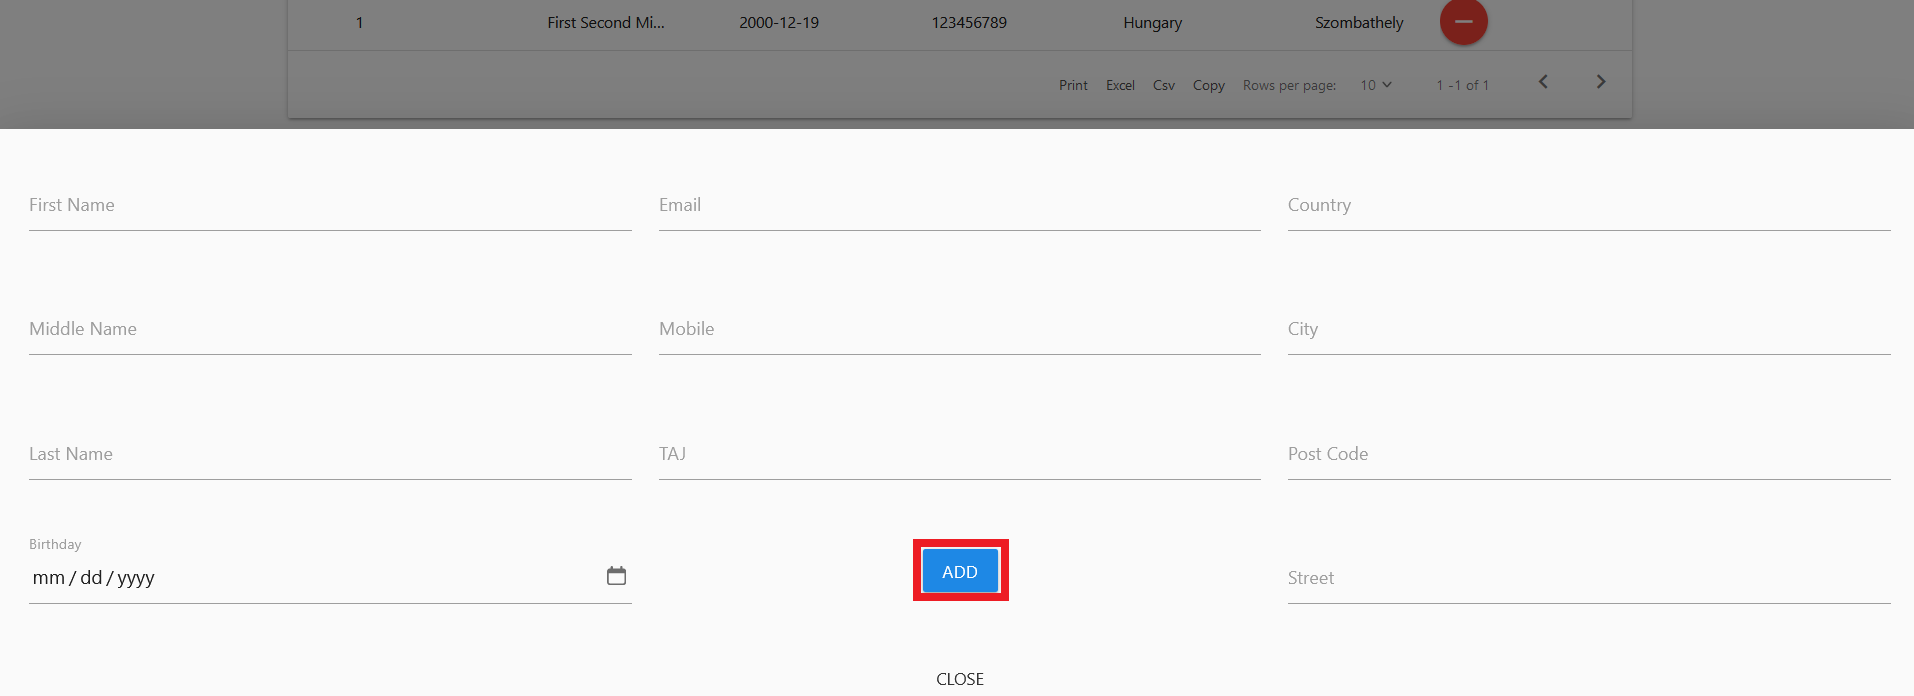 1 First Second Mi... 2000-12-19 123456789 Hungary Szombathely
Print Excel Csv Copy Rows per page: 10 1 -1 of 1
First Name Email Country
Middle Name Mobile City
Last Name TAJ Post Code
Birthday
mm / dd / yyyy ADD Street
CLOSE